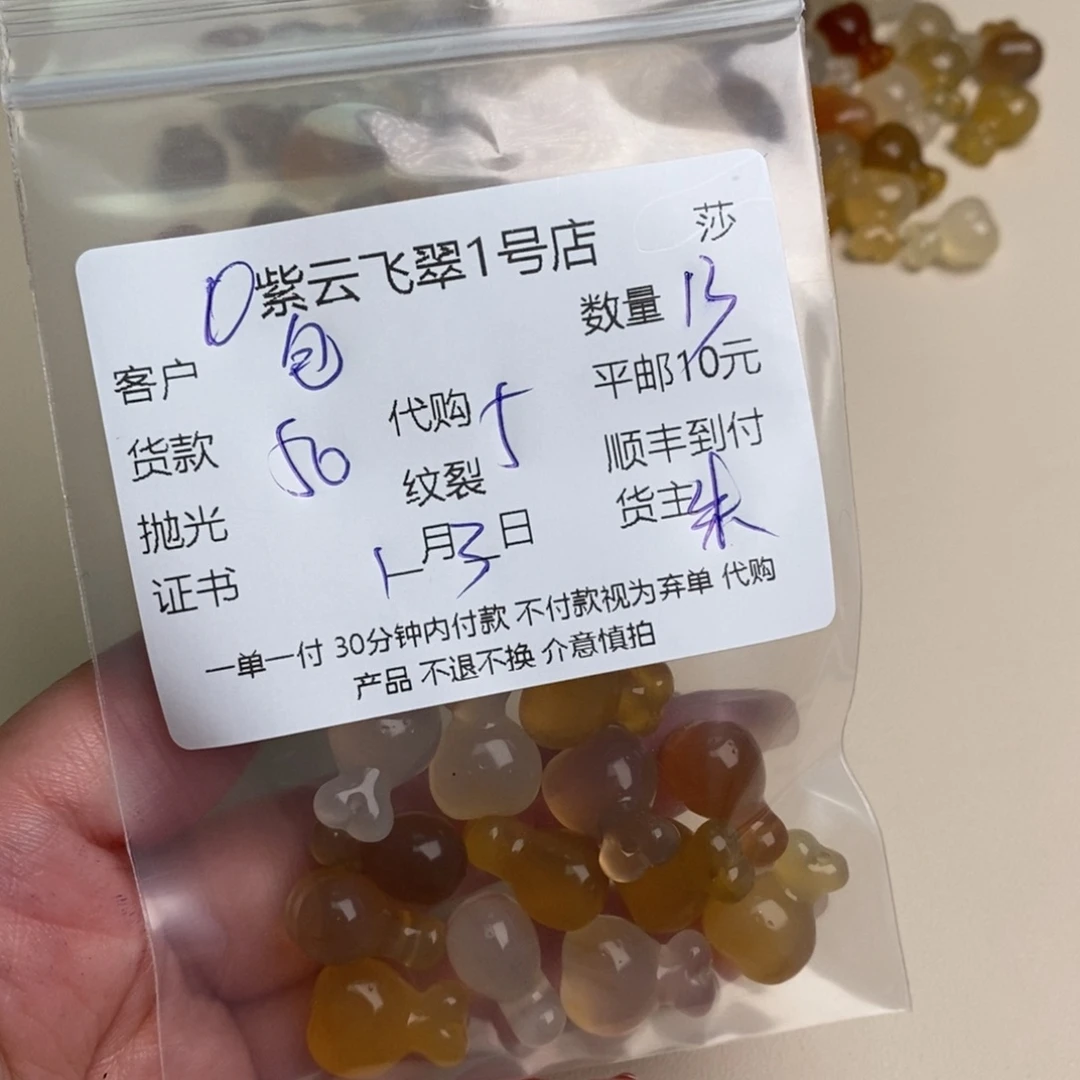 莎
紫云飞翠1号店
客户 包 数量 13
货款 50 代购 5 平邮10元
抛光 纹裂 顺丰到付
证书 1月3日 货主 朱
一单一付 30分钟内付款 不付款视为弃单 代购
产品 不退不换 介意慎拍